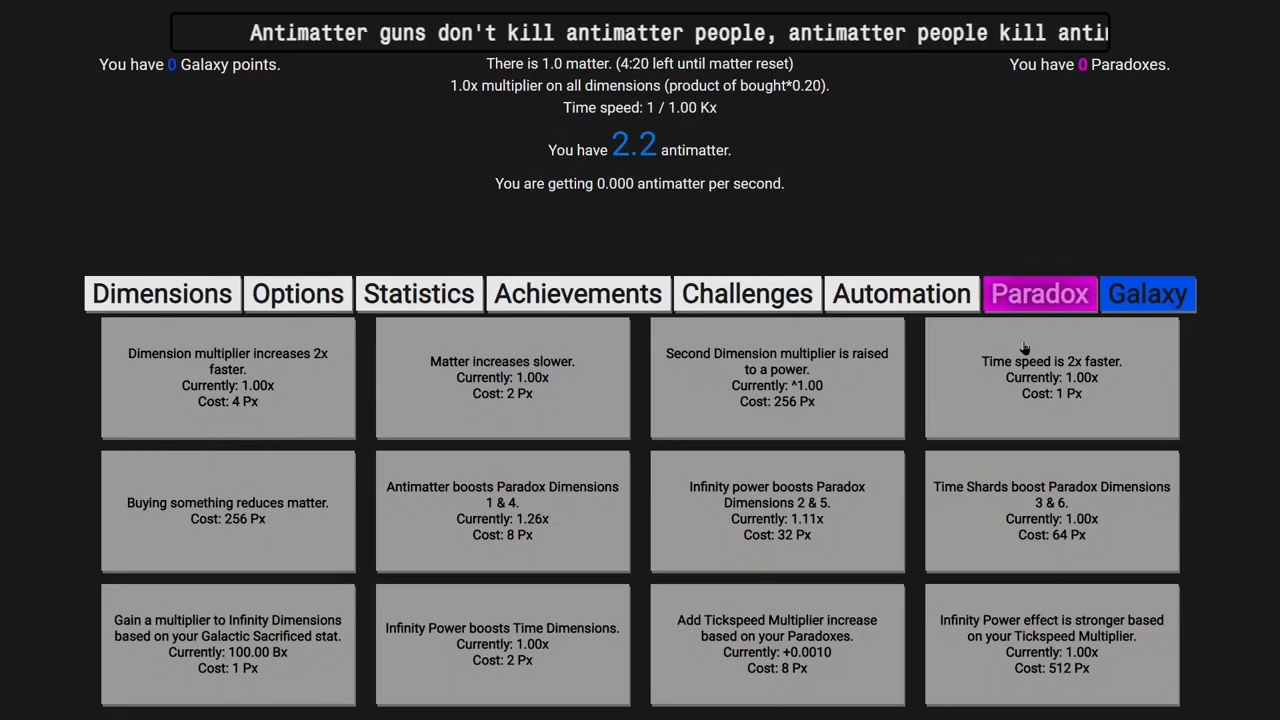 Antimatter guns don't kill antimatter people, antimatter people kill
You have 0 Galaxy points.
There is 1.0 matter. (4:20 left until matter reset)
You have 0 Paradoxes.
1.0x multiplier on all dimensions (product of bought*0.20).
Time speed: 1 / 1.00 Kx
You have 2.2 antimatter.
You are getting 0.000 antimatter per second.
Dimensions
Options
Statistics
Achievements
Challenges
Automation
Paradox
Galaxy
Dimension multiplier increases 2x
faster.
Currently: 1.00x
Cost: 4 Px
Matter increases slower.
Currently: 1.00x
Cost: 2 Px
Second Dimension multiplier is raised
to a power.
Currently: ^1.00
Cost: 256 Px
Time speed is 2x faster.
Currently: 1.00x
Cost: 1 Px
Buying something reduces matter.
Cost: 256 Px
Antimatter boosts Paradox Dimensions
1 & 4.
Currently: 1.26x
Cost: 8 Px
Infinity power boosts Paradox
Dimensions 2 & 5.
Currently: 1.11x
Cost: 32 Px
Time Shards boost Paradox Dimensions
3 & 6.
Currently: 1.00x
Cost: 64 Px
Gain a multiplier to Infinity Dimensions
based on your Galactic Sacrificed stat.
Currently: 100.00 Bx
Cost: 1 Px
Infinity Power boosts Time Dimensions.
Currently: 1.00x
Cost: 2 Px
Add Tickspeed Multiplier increase
based on your Paradoxes.
Currently: +0.0010
Cost: 8 Px
Infinity Power effect is stronger based
on your Tickspeed Multiplier.
Currently: 1.00x
Cost: 512 Px